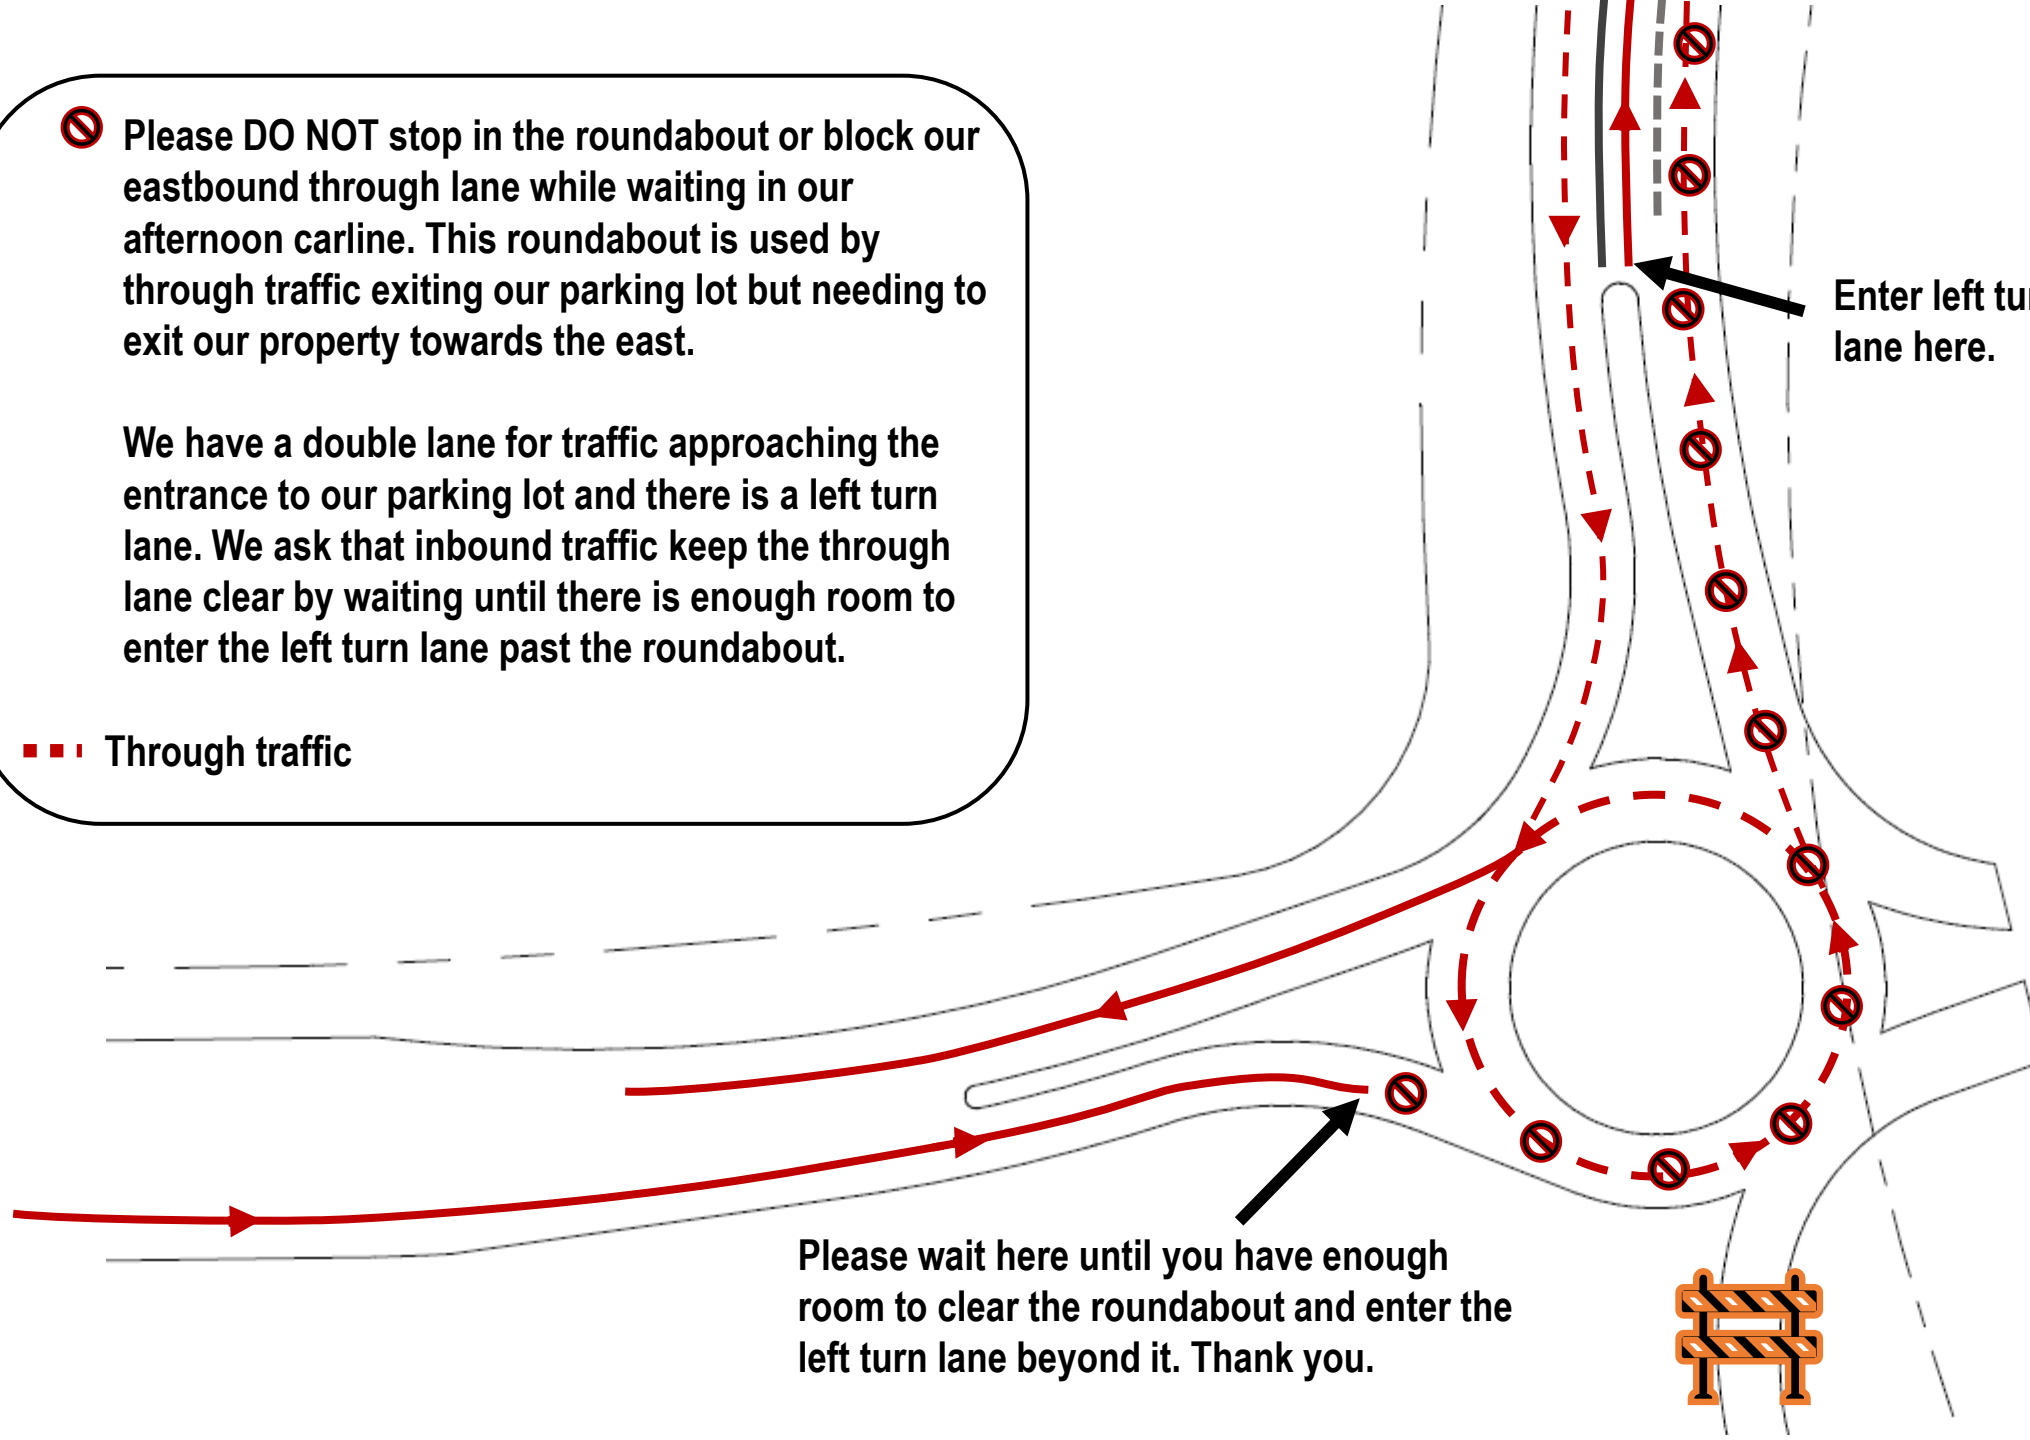 Please DO NOT stop in the roundabout or block our
eastbound through lane while waiting in our
afternoon carline. This roundabout is used by
through traffic exiting our parking lot but needing to
exit our property towards the east.
We have a double lane for traffic approaching the
entrance to our parking lot and there is a left turn
lane. We ask that inbound traffic keep the through
lane clear by waiting until there is enough room to
enter the left turn lane past the roundabout.
Through traffic
Enter left
lane here.
Please wait here until you have enough
room to clear the roundabout and enter the
left turn lane beyond it. Thank you.